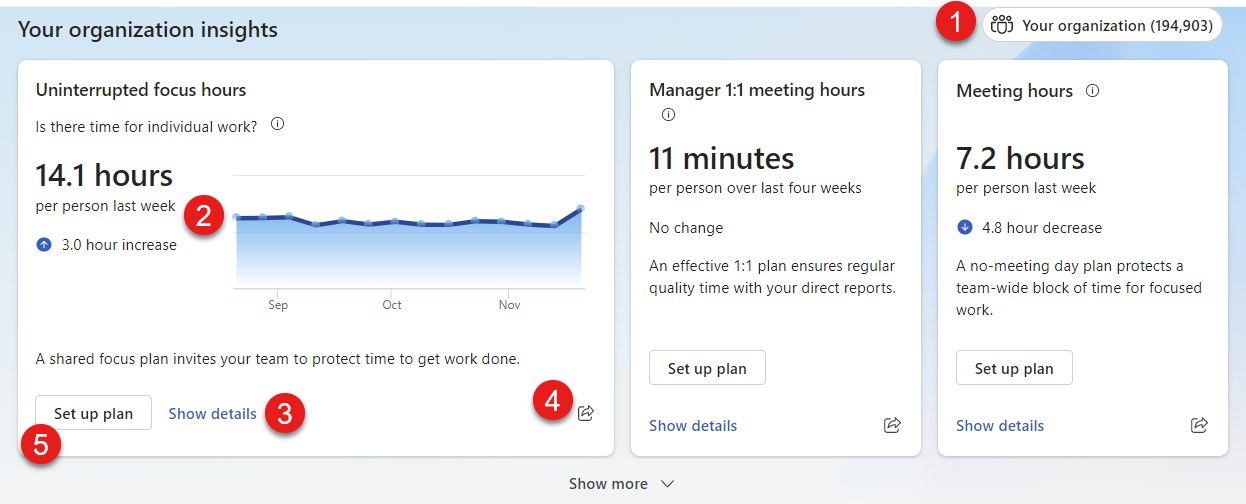 Your organization insights
1
Your organization (194,903)
Uninterrupted focus hours
Is there time for individual work?
14.1 hours
per person last week
2
3.0 hour increase
Sep Oct Nov
A shared focus plan invites your team to protect time to get work done.
Set up plan
Show details
3
4
5
Manager 1:1 meeting hours
11 minutes
per person over last four weeks
No change
An effective 1:1 plan ensures regular
quality time with your direct reports.
Set up plan
Show details
Meeting hours
7.2 hours
per person last week
4.8 hour decrease
A no-meeting day plan protects a
team-wide block of time for focused
work.
Set up plan
Show details
Show more